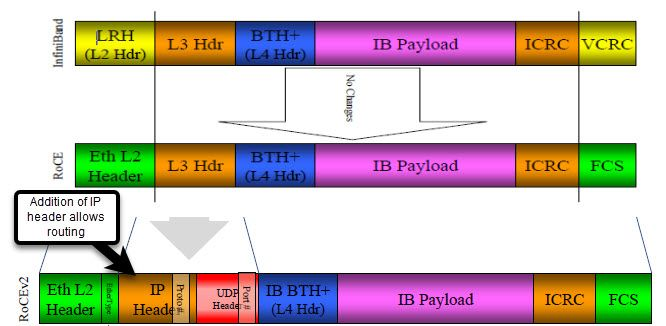 InfiniBand
LRH
(L2 Hdr)
L3 Hdr
BTH+
(L4 Hdr)
IB Payload
ICRC
VCRC
No Changes
RoCE
Eth L2
Header
L3 Hdr
BTH+
(L4 Hdr)
IB Payload
ICRC
FCS
Addition of IP
header allows
routing
RoCEv2
Eth L2
Header
EtherType
IP
Header
Proto #
UDP
Header
Port #
IB BTH+
(L4 Hdr)
IB Payload
ICRC
FCS